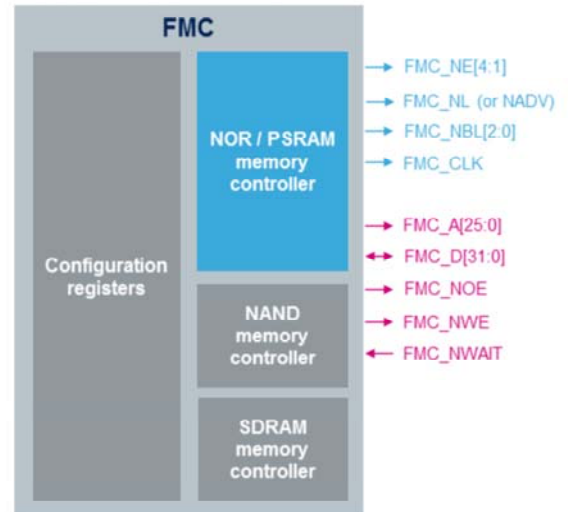 FMC
Configuration
registers
NOR / PSRAM
memory
controller
NAND
memory
controller
SDRAM
memory
controller
FMC_NE[4:1]
FMC_NL (or NADV)
FMC_NBL[2:0]
FMC_CLK
FMC_A[25:0]
FMC_D[31:0]
FMC_NOE
FMC_NWE
FMC_NWAIT